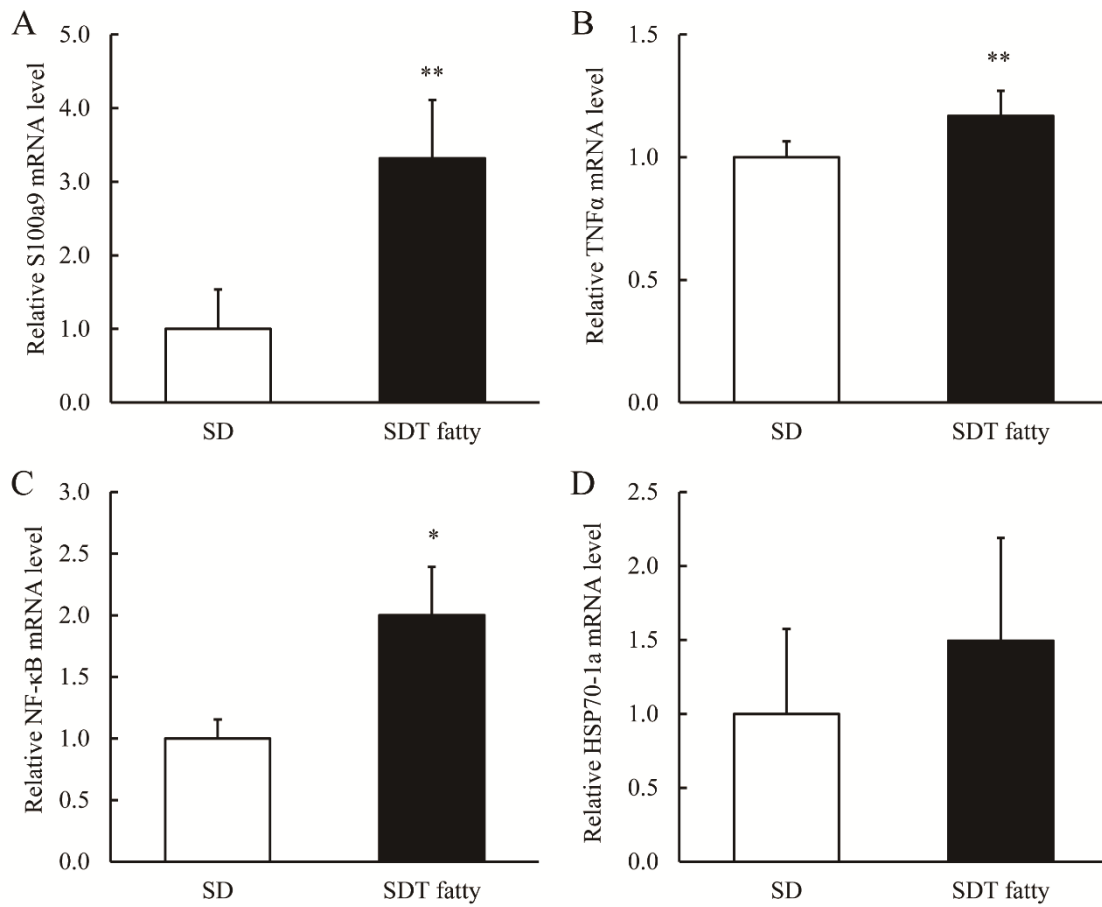 A
Relative S100a9 mRNA level
5.0
4.0
3.0
2.0
1.0
0.0
**
SD
SDT fatty
B
Relative TNFα mRNA level
1.5
1.0
0.5
0.0
**
SD
SDT fatty
C
Relative NF-κB mRNA level
3.0
2.5
2.0
1.5
1.0
0.5
0.0
*
SD
SDT fatty
D
Relative HSP70-1a mRNA level
2.5
2.0
1.5
1.0
0.5
0.0
SD
SDT fatty